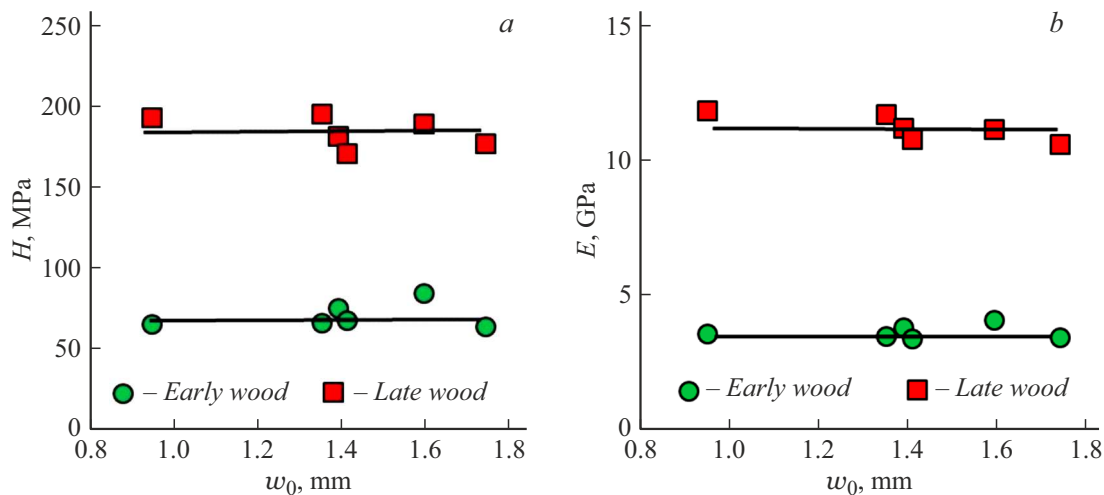 a
250
200
150
100
50
0
H, MPa
– Early wood – Late wood
0.8 1.0 1.2 1.4 1.6 1.8
w₀, mm
b
15
10
5
0
E, GPa
– Early wood – Late wood
0.8 1.0 1.2 1.4 1.6 1.8
w₀, mm